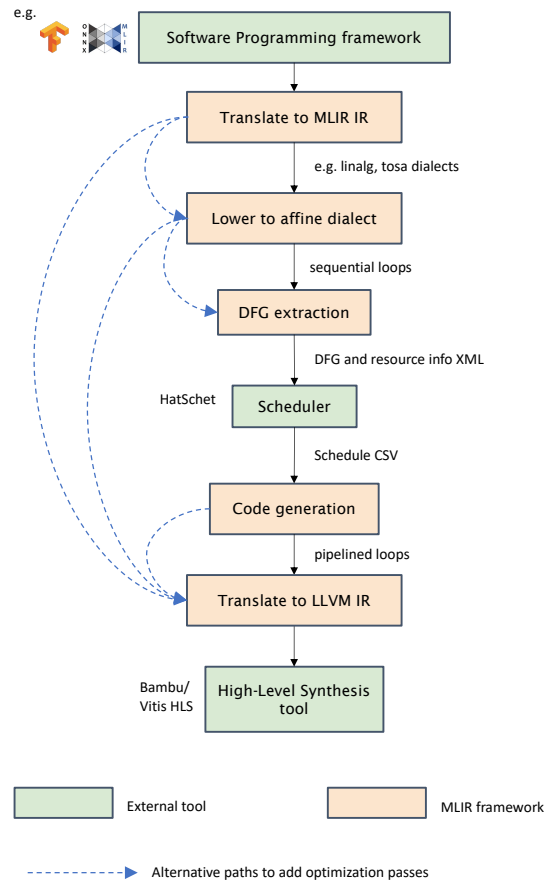 e.g.
ONNX
MLIR
Software Programming framework
Translate to MLIR IR
e.g. linalg, tosa dialects
Lower to affine dialect
sequential loops
DFG extraction
DFG and resource info XML
HatSchet
Scheduler
Schedule CSV
Code generation
pipelined loops
Translate to LLVM IR
Bambu/
Vitis HLS
High-Level Synthesis
tool
External tool
MLIR framework
Alternative paths to add optimization passes